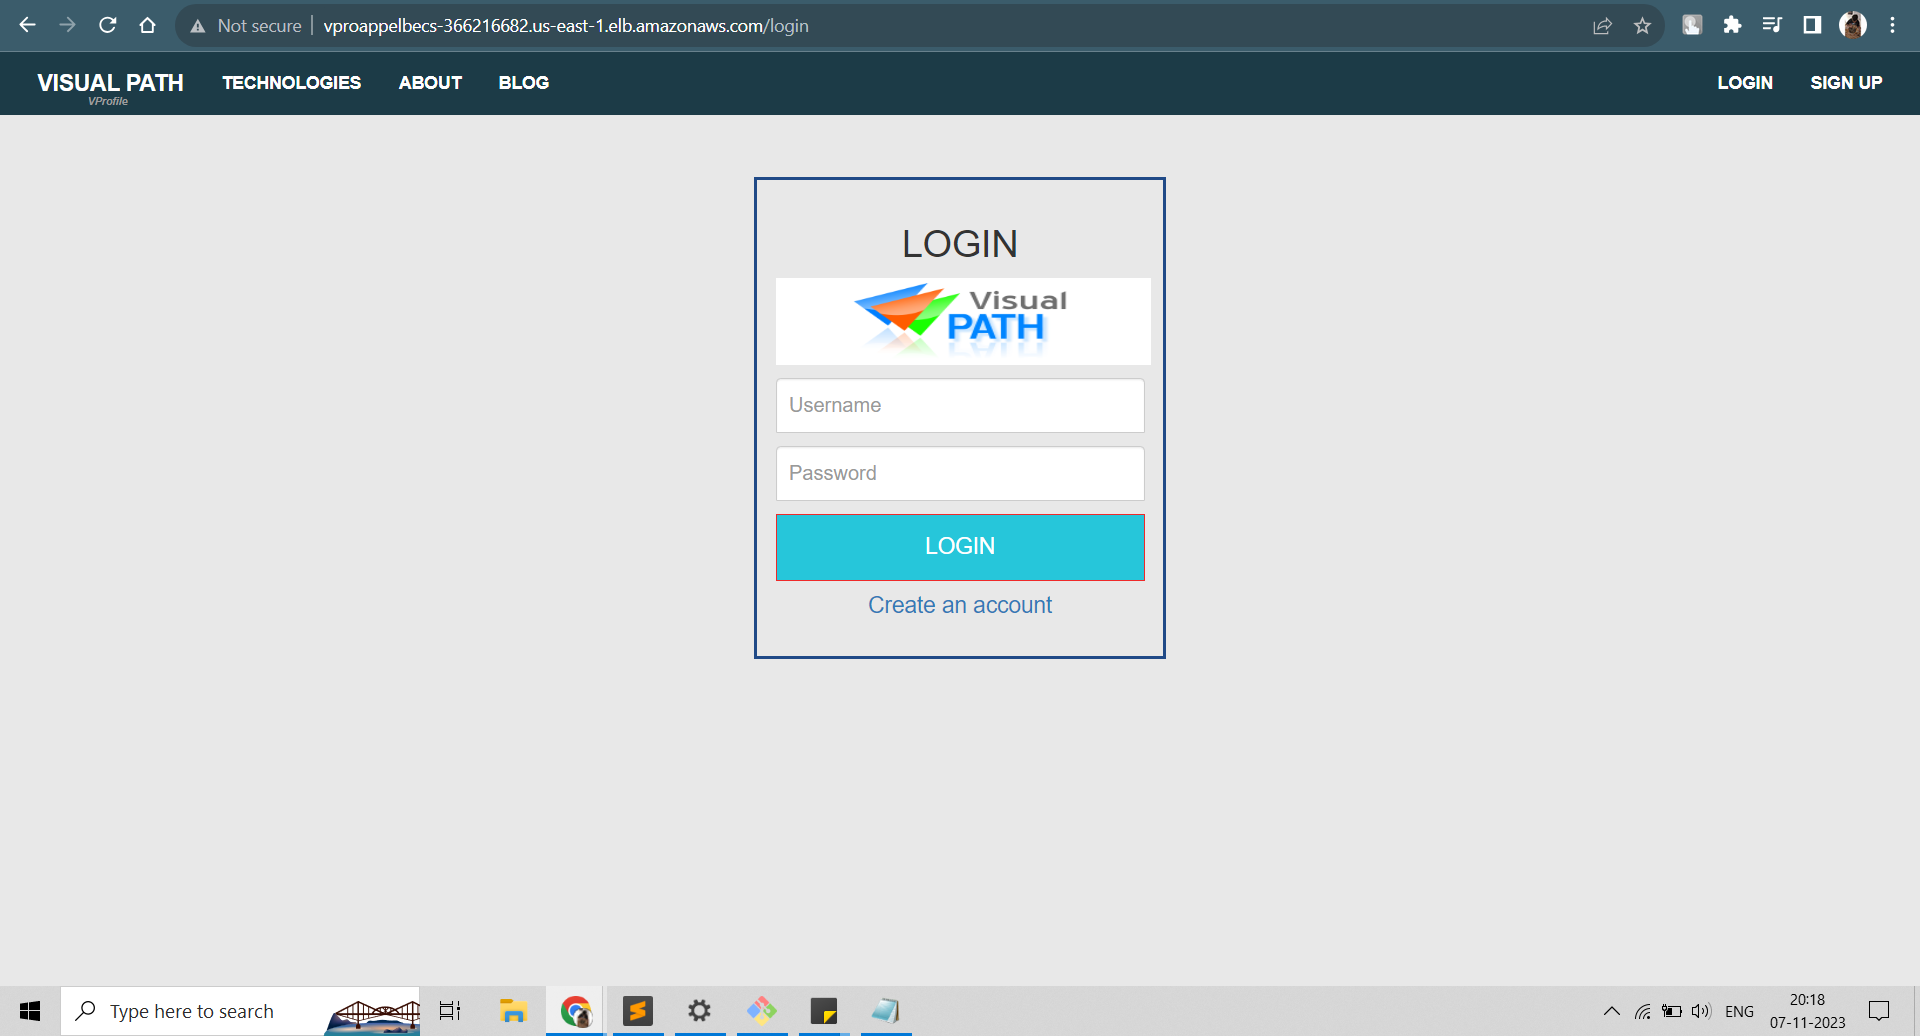 Not secure
vproappelbecs-366216682.us-east-1.elb.amazonaws.com/login
VISUAL PATH
VProfile
TECHNOLOGIES
ABOUT
BLOG
LOGIN
SIGN UP
LOGIN
Visual
PATH
Username
Password
LOGIN
Create an account
Type here to search
ENG
20:18
07-11-2023